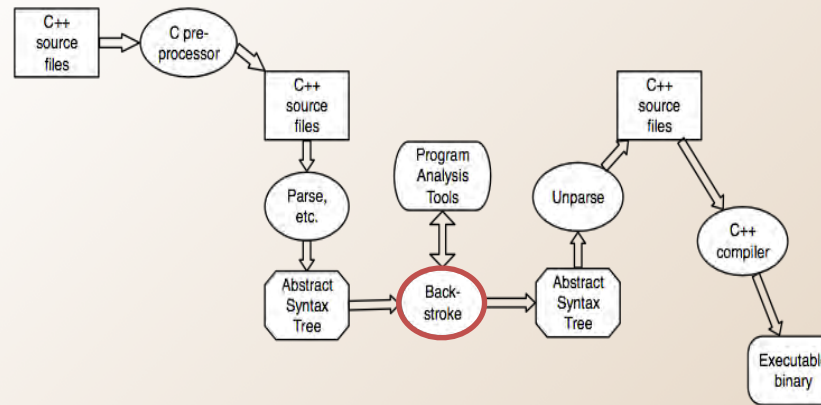 C++
source
files
C pre-
processor
C++
source
files
Parse,
etc.
Abstract
Syntax
Tree
Program
Analysis
Tools
Back-
stroke
Abstract
Syntax
Tree
Unparse
C++
source
files
C++
compiler
Executable
binary